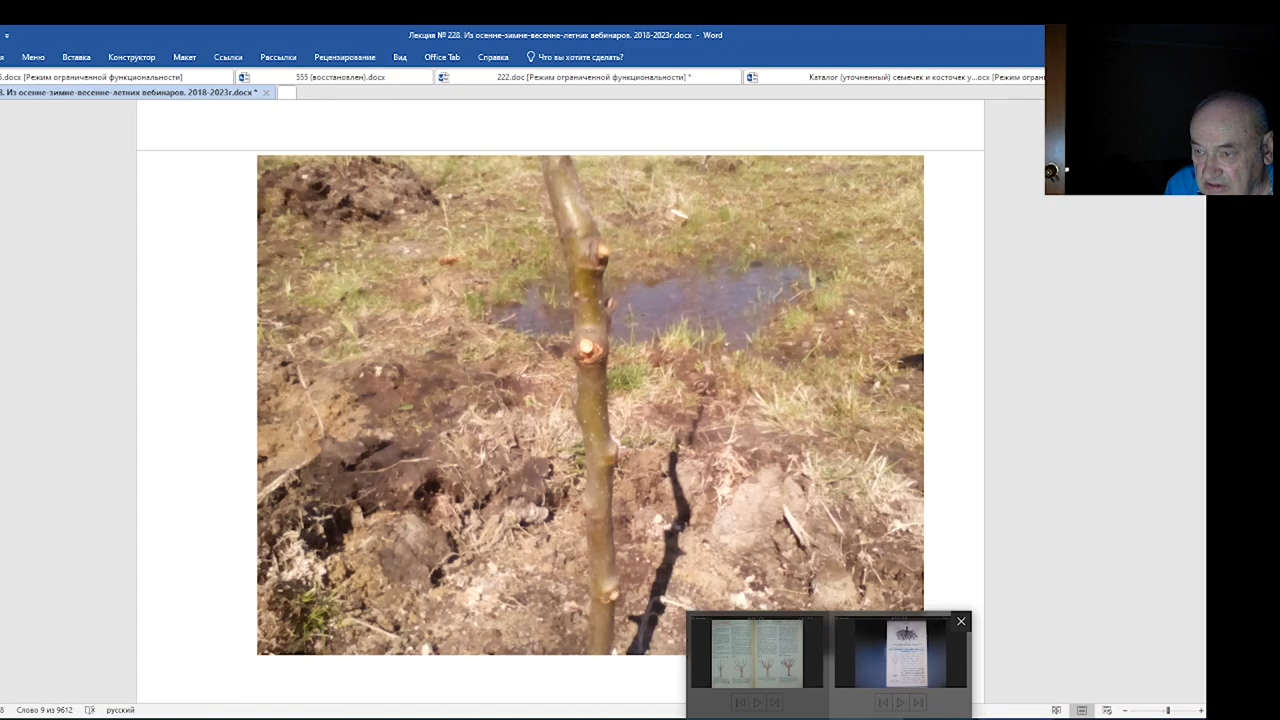 Лекция № 228. Из осенне-зимне-весенне-летних вебинаров. 2018-2023г.docx - Word
Меню Вставка Конструктор Макет Ссылки Рассылки Рецензирование Вид Office Tab Справка Что вы хотите сделать?
.docx [Режим ограниченной функциональности] 555 (восстановлен).docx 222.doc [Режим ограниченной функциональности] * Каталог (уточненный) семечек и косточек у...ocx [Режим огран
8. Из осенне-зимне-весенне-летних вебинаров. 2018-2023г.docx *
8 Слово 9 из 9612 русский